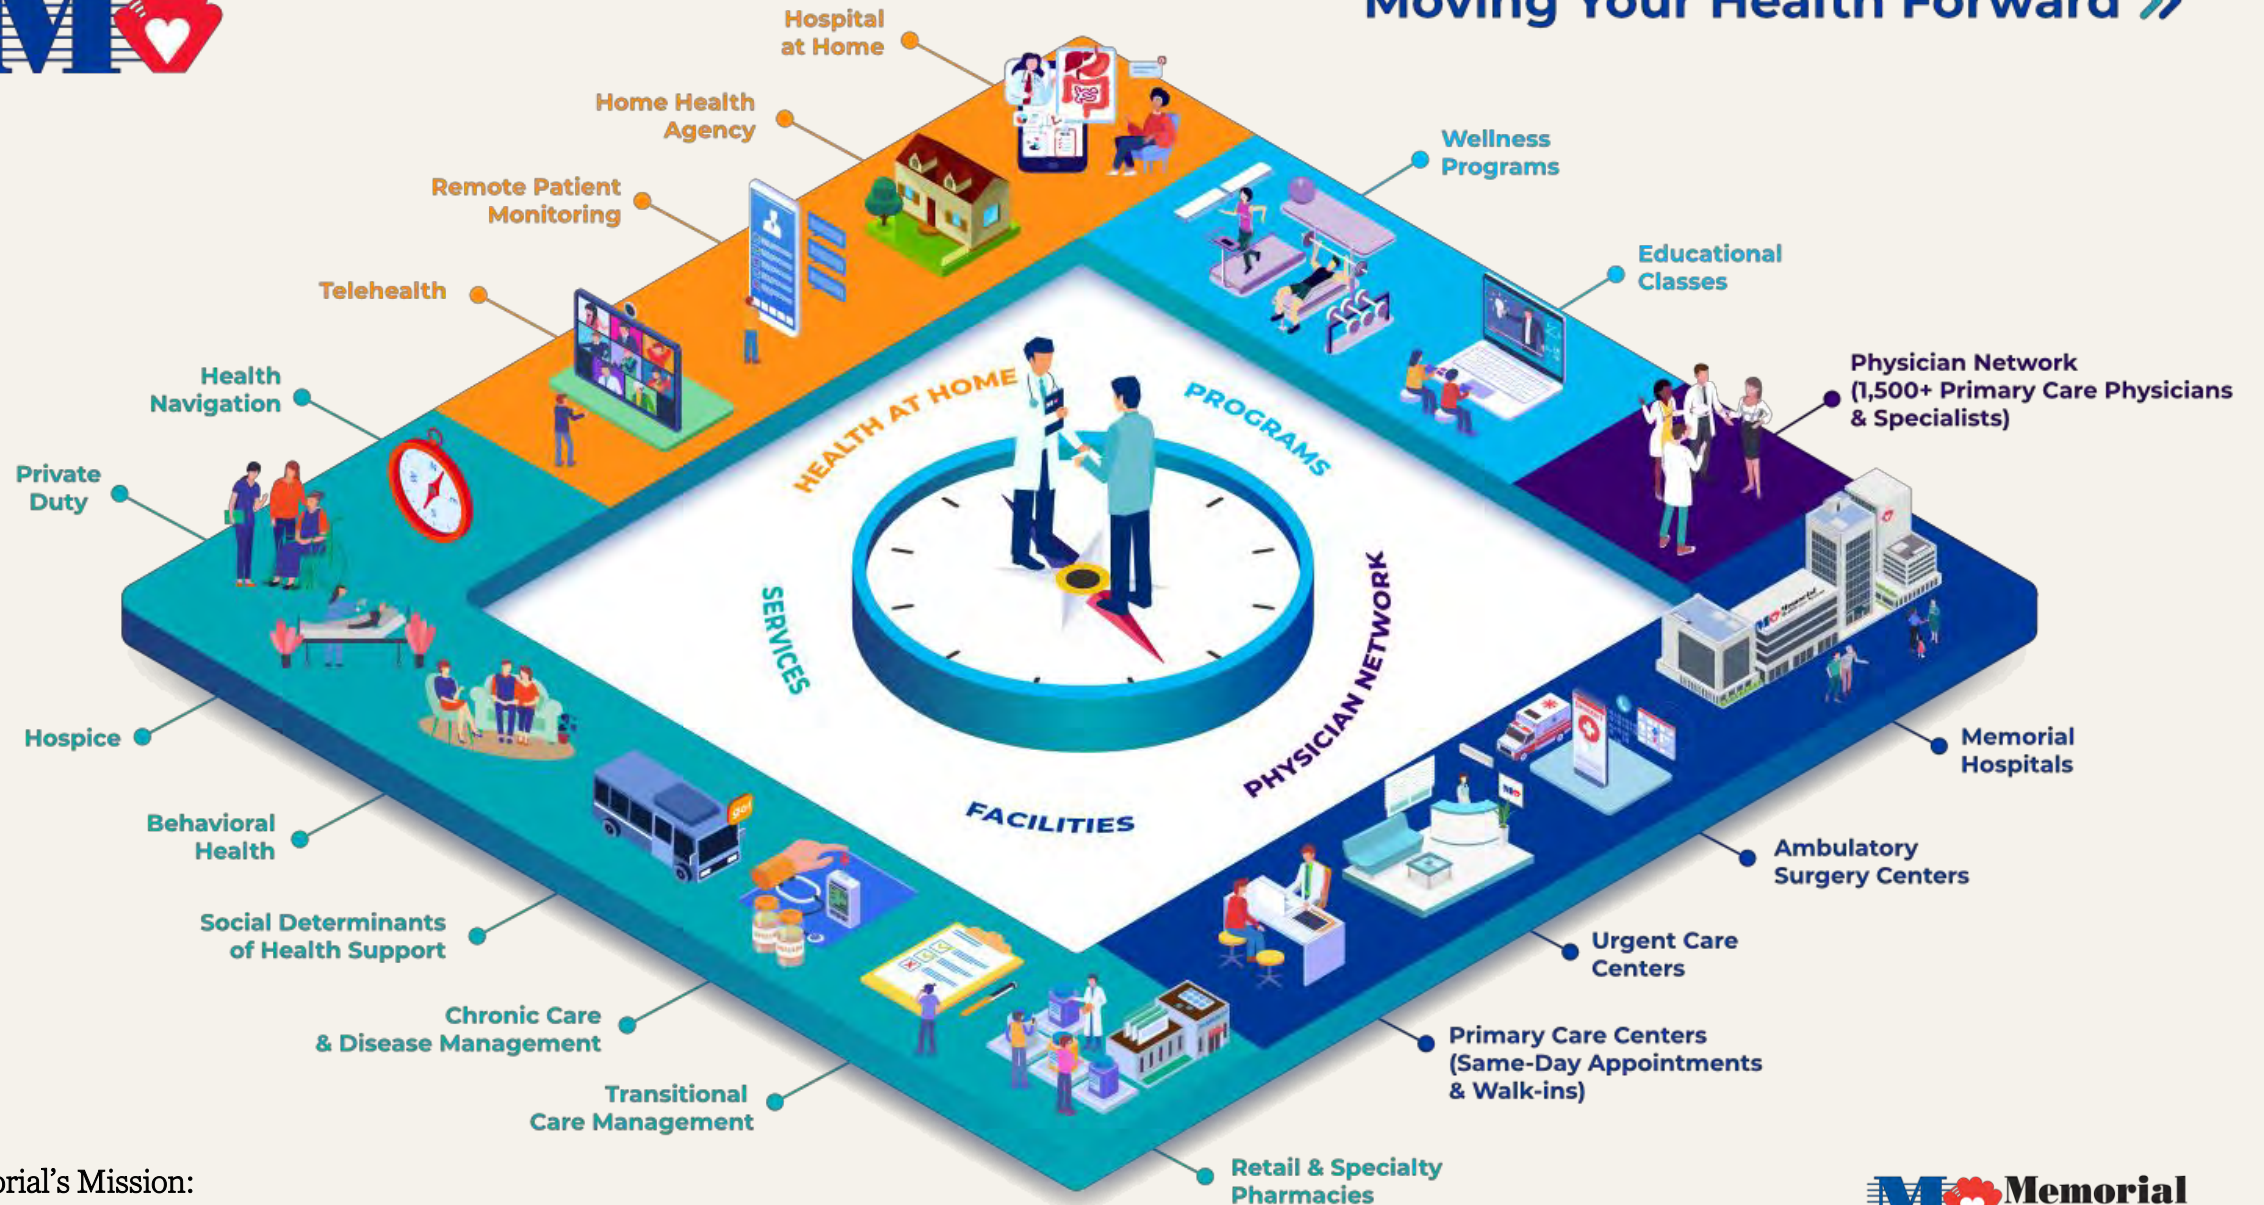 Moving Your Health Forward
Hospital
at Home
Home Health
Agency
Remote Patient
Monitoring
Telehealth
Health
Navigation
Private
Duty
Wellness
Programs
Educational
Classes
Physician Network
(1,500+ Primary Care Physicians
& Specialists)
HEALTH AT HOME
PROGRAMS
SERVICES
PHYSICIAN NETWORK
FACILITIES
go!
Memorial
Hospice
Behavioral
Health
Social Determinants
of Health Support
Chronic Care
& Disease Management
Transitional
Care Management
Memorial
Hospitals
Ambulatory
Surgery Centers
Urgent Care
Centers
Primary Care Centers
(Same-Day Appointments
& Walk-ins)
Retail & Specialty
Pharmacies
orial's Mission:
M Memorial